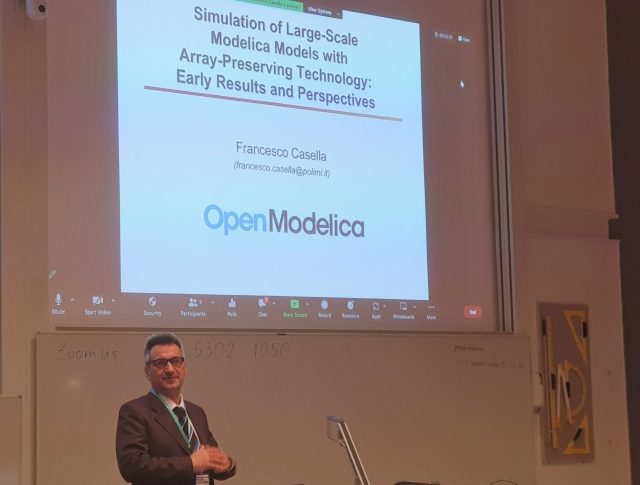 View Options
View
Simulation of Large-Scale
Modelica Models with
Array-Preserving Technology:
Early Results and Perspectives
Francesco Casella
(francesco.casella@polimi.it)
OpenModelica
Mute
Start Video
Security
Participants
Polls
Chat
Share Screen
Record
Reactions
Apps
Whiteboards
More
End
Zoom.us 5302 1950